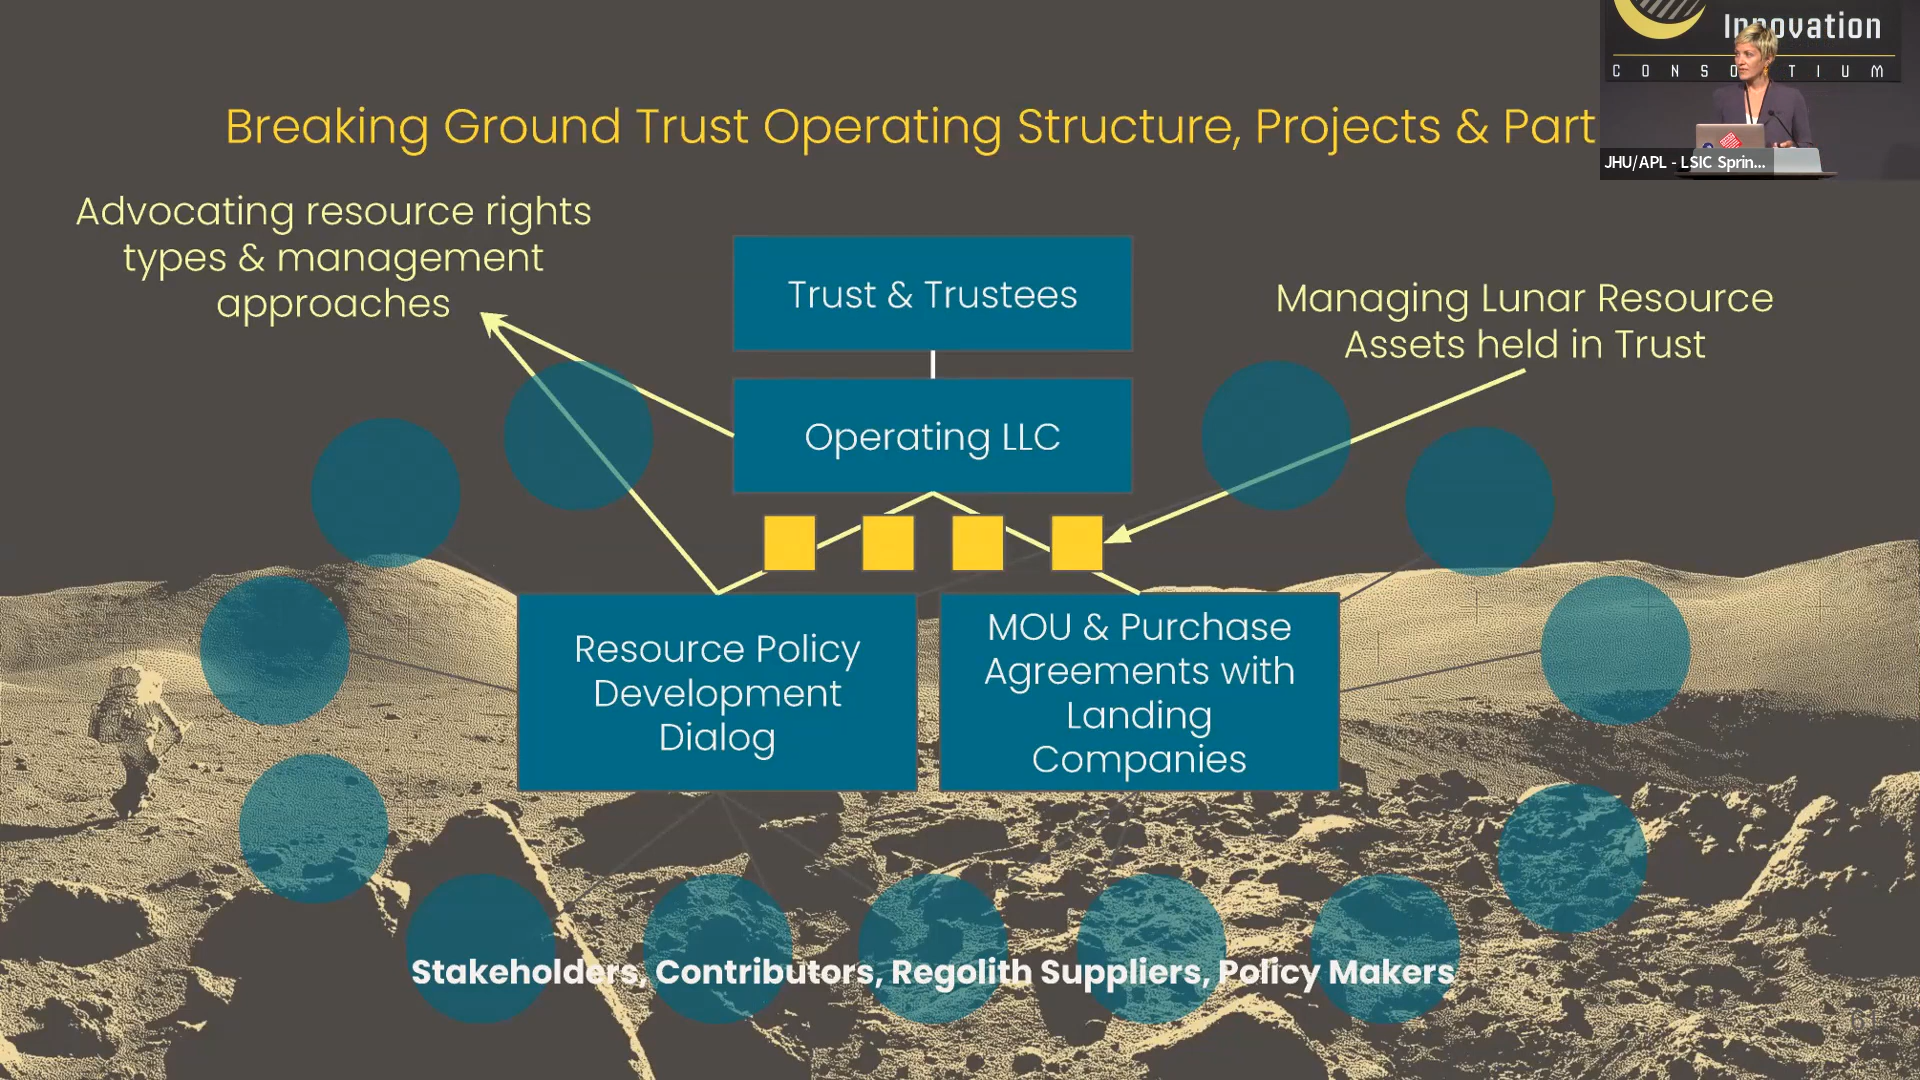 Innovation
CONSORTIUM
Breaking Ground Trust Operating Structure, Projects & Part
JHU/APL - LSIC Sprin...
Advocating resource rights
types & management
approaches
Trust & Trustees
Managing Lunar Resource
Assets held in Trust
Operating LLC
Resource Policy
Development
Dialog
MOU & Purchase
Agreements with
Landing
Companies
Stakeholders, Contributors, Regolith Suppliers, Policy Makers